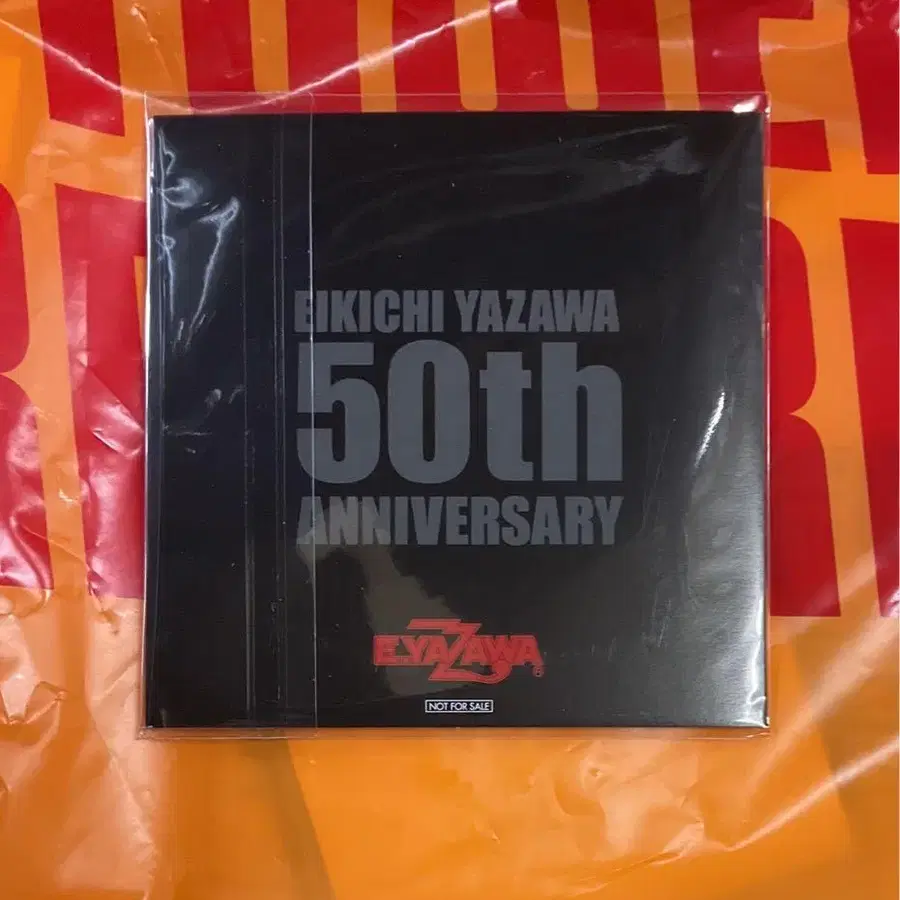 EIKICHI YAZAWA
50th
ANNIVERSARY
E.YAZAWA
NOT FOR SALE